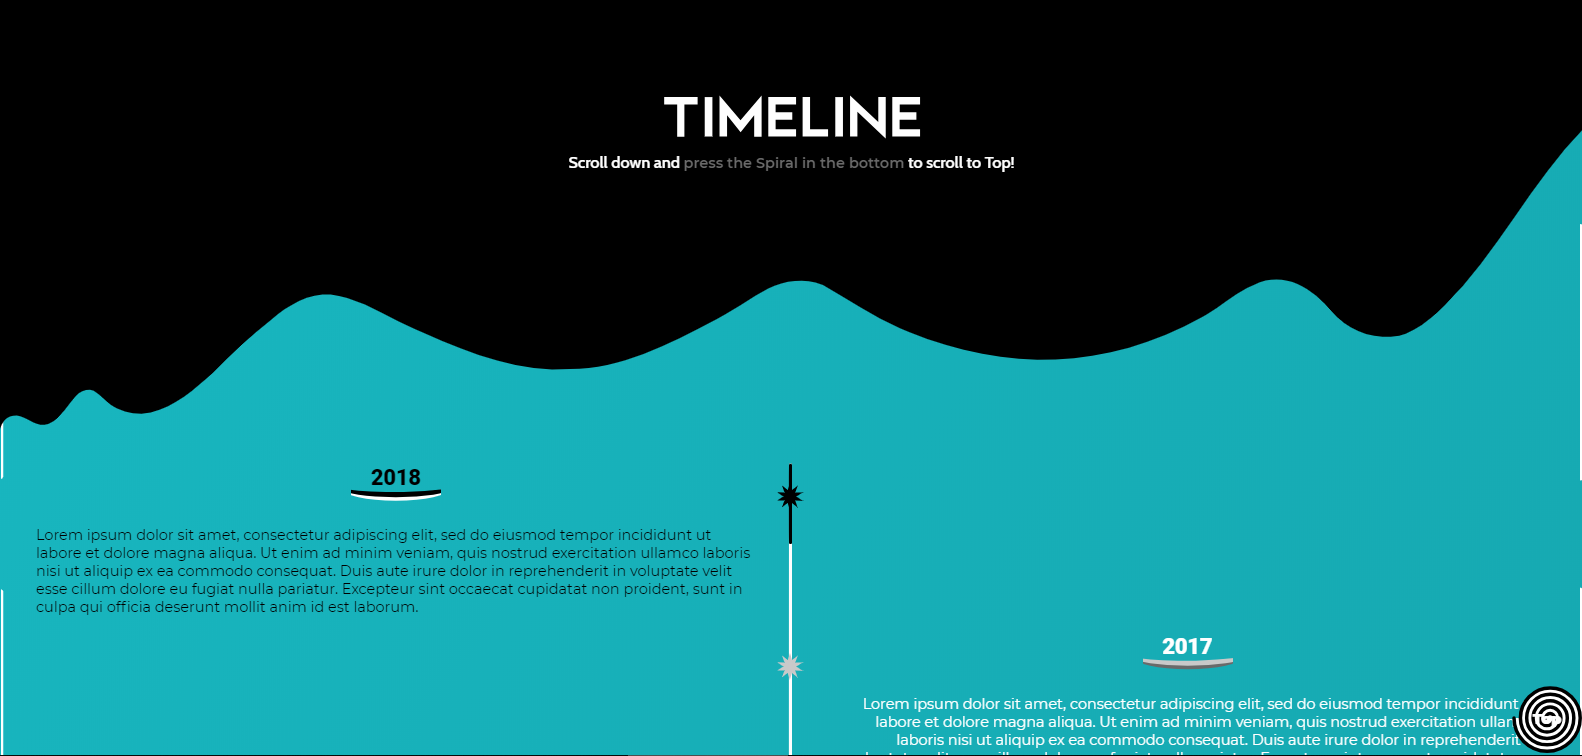 TIMELINE
Scroll down and press the Spiral in the bottom to scroll to Top!
2018
Lorem ipsum dolor sit amet, consectetur adipiscing elit, sed do eiusmod tempor incididunt ut
labore et dolore magna aliqua. Ut enim ad minim veniam, quis nostrud exercitation ullamco laboris
nisi ut aliquip ex ea commodo consequat. Duis aute irure dolor in reprehenderit in voluptate velit
esse cillum dolore eu fugiat nulla pariatur. Excepteur sint occaecat cupidatat non proident, sunt in
culpa qui officia deserunt mollit anim id est laborum.
2017
Lorem ipsum dolor sit amet, consectetur adipiscing elit, sed do eiusmod tempor incididunt
labore et dolore magna aliqua. Ut enim ad minim veniam, quis nostrud exercitation
laboris nisi ut aliquip ex ea commodo consequat. Duis aute irure dolor in reprehenderit
Top